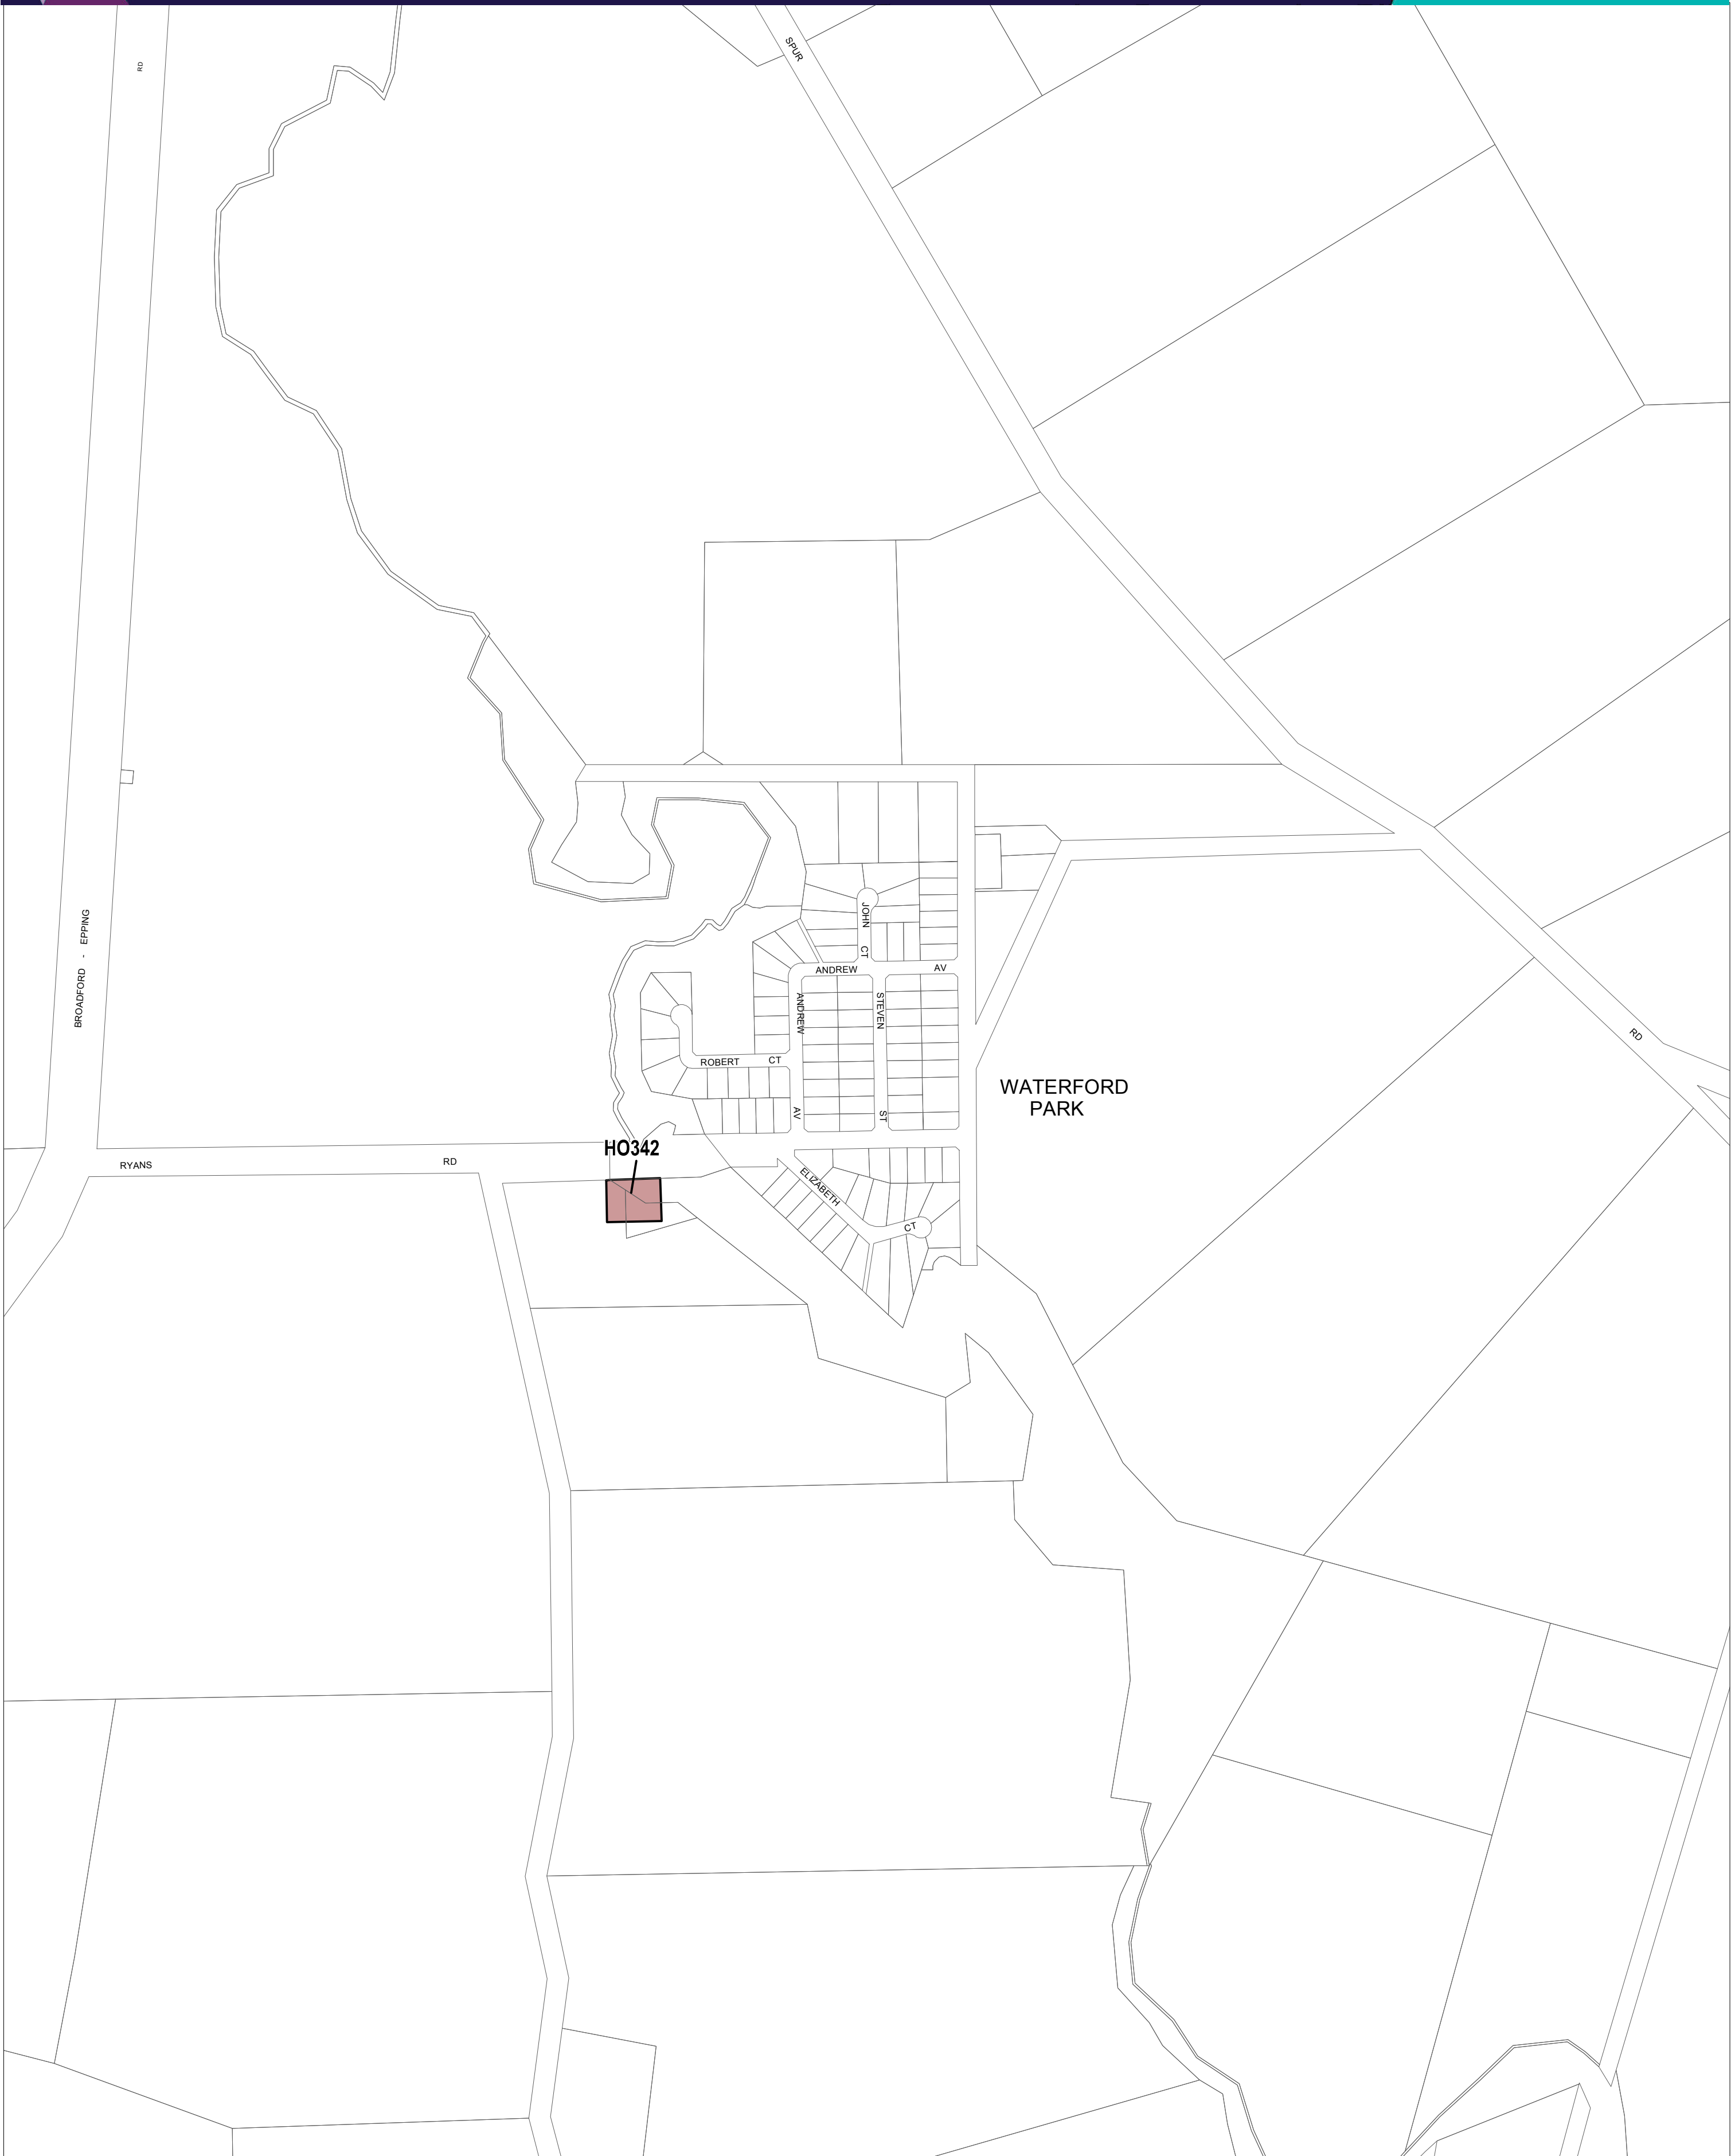 SPUR
RD
BROADFORD - EPPING
JOHN
CT
ANDREW
AV
ANDREW
STEVEN
RD
ROBERT CT
WATERFORD
PARK
AV
ST
HO342
RYANS
RD
ELIZABETH
CT